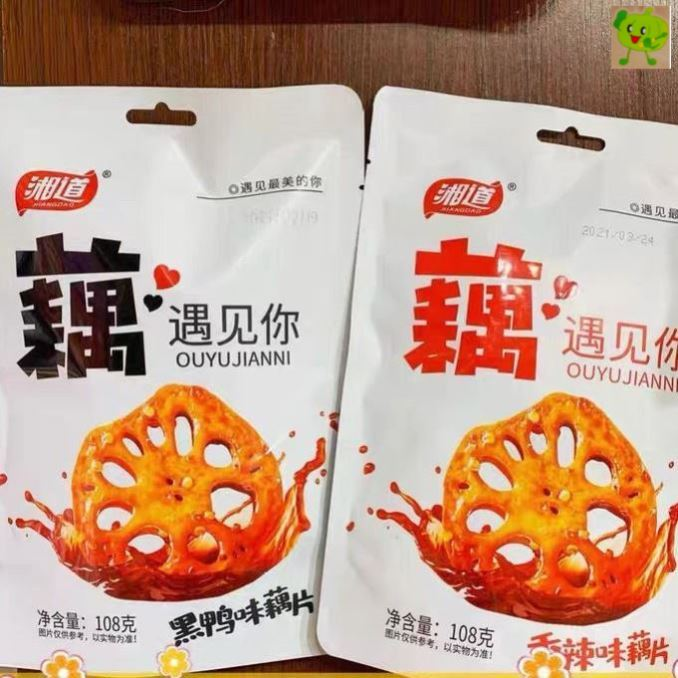 湘道®
XIANGDAO
◎遇见最美的你
藕
遇见你
OUYUJIANNI
净含量：108克
图片仅供参考，以实物为准！
黑鸭味藕片
湘道®
XIANGDAO
◎遇见最
2021/03/24
藕
遇见你
OUYUJIANNI
净含量：108克
图片仅供参考，以实物为准！
香辣味藕片